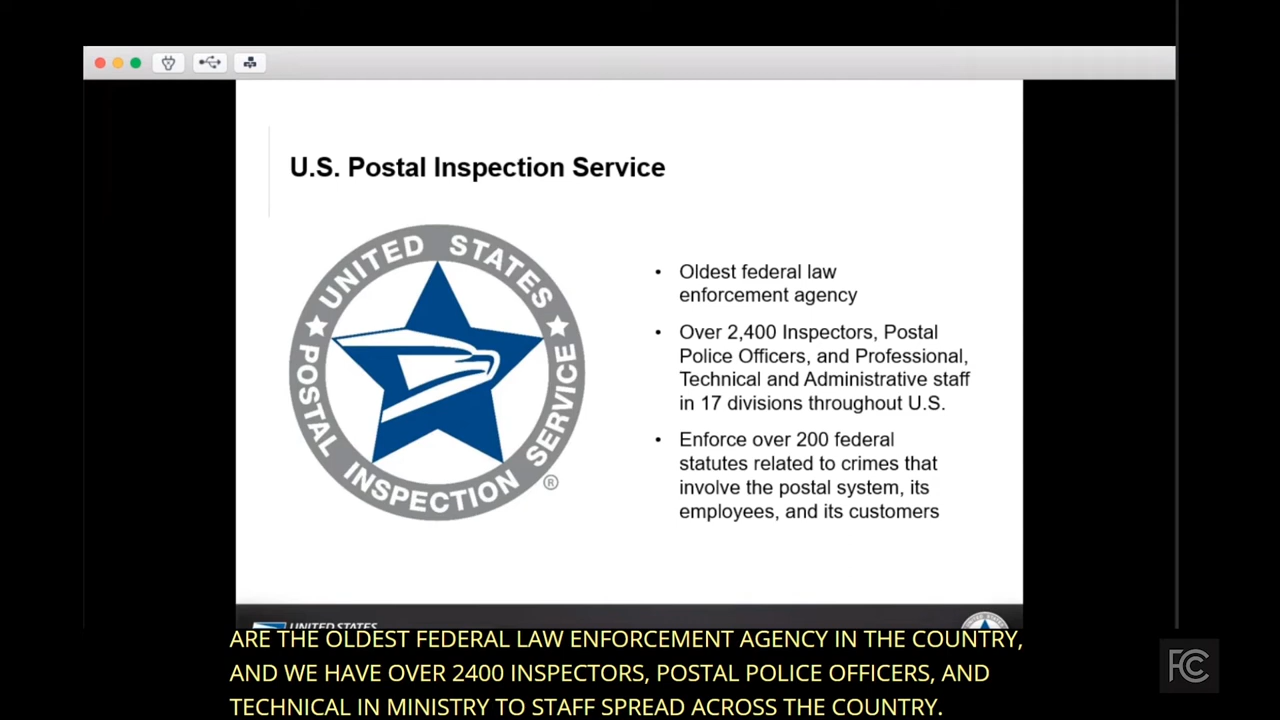 U.S. Postal Inspection Service
UNITED STATES
POSTAL INSPECTION SERVICE
®
• Oldest federal law
enforcement agency
• Over 2,400 Inspectors, Postal
Police Officers, and Professional,
Technical and Administrative staff
in 17 divisions throughout U.S.
• Enforce over 200 federal
statutes related to crimes that
involve the postal system, its
employees, and its customers
UNITED STATES
ARE THE OLDEST FEDERAL LAW ENFORCEMENT AGENCY IN THE COUNTRY,
AND WE HAVE OVER 2400 INSPECTORS, POSTAL POLICE OFFICERS, AND
TECHNICAL IN MINISTRY TO STAFF SPREAD ACROSS THE COUNTRY.
FCC